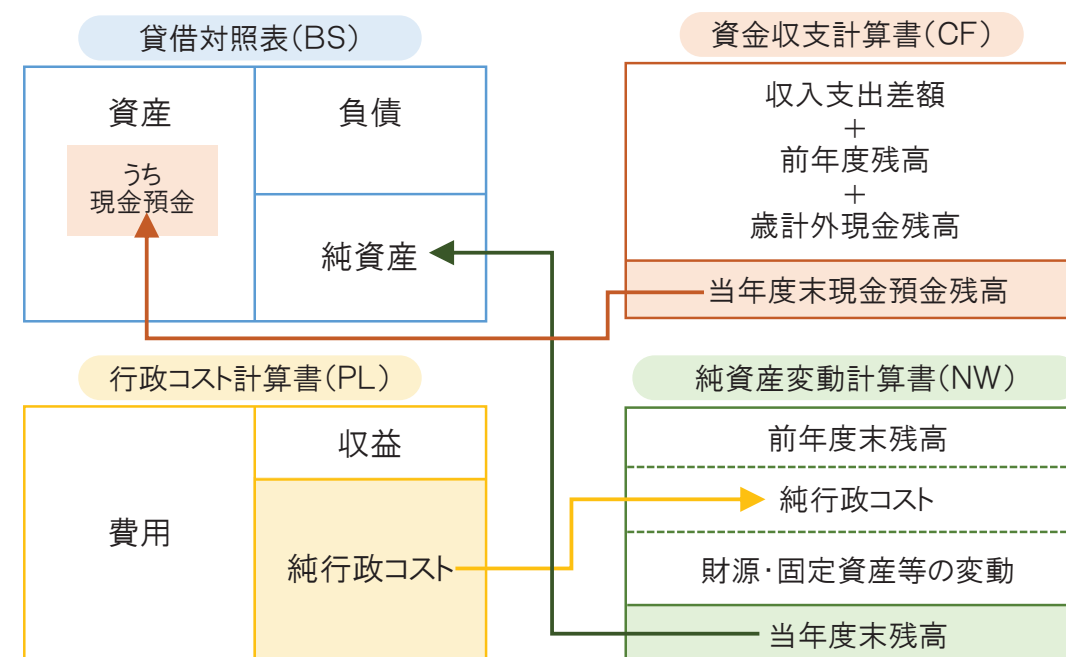 貸借対照表(BS)
資産
うち
現金預金
負債
純資産
資金収支計算書(CF)
収入支出差額
+
前年度残高
+
歳計外現金残高
当年度末現金預金残高
行政コスト計算書(PL)
費用
収益
純行政コスト
純資産変動計算書(NW)
前年度末残高
純行政コスト
財源・固定資産等の変動
当年度末残高